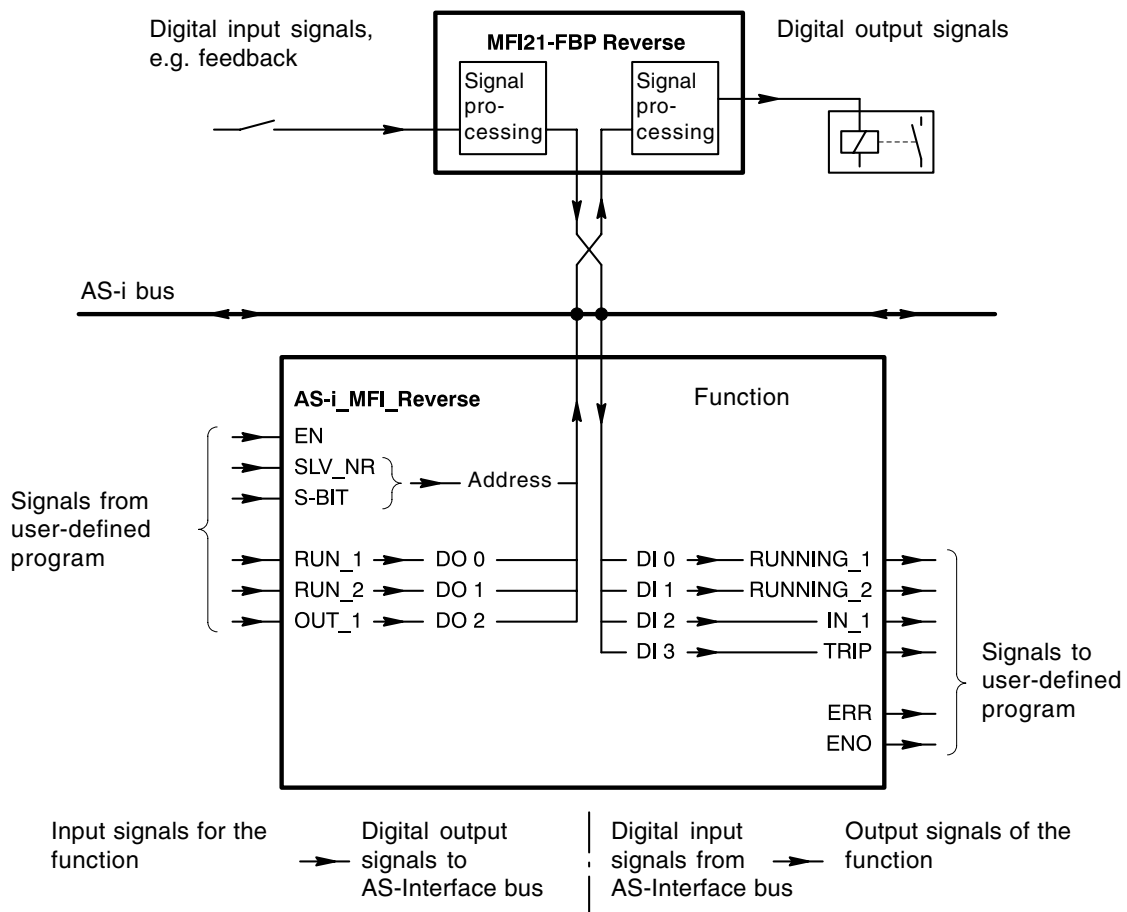 Digital input signals,
e.g. feedback
MFI21-FBP Reverse
Digital output signals
Signal
pro-
cessing
Signal
pro-
cessing
AS-i bus
AS-i_MFI_Reverse
Function
EN
SLV_NR
S-BIT
Address
Signals from
user-defined
program
RUN_1 DO 0 DI 0 RUNNING_1
RUN_2 DO 1 DI 1 RUNNING_2
OUT_1 DO 2 DI 2 IN_1
DI 3 TRIP
Signals to
user-defined
program
ERR
ENO
Input signals for the
function
Digital output
signals to
AS-Interface bus
Digital input
signals from
AS-Interface bus
Output signals of the
function